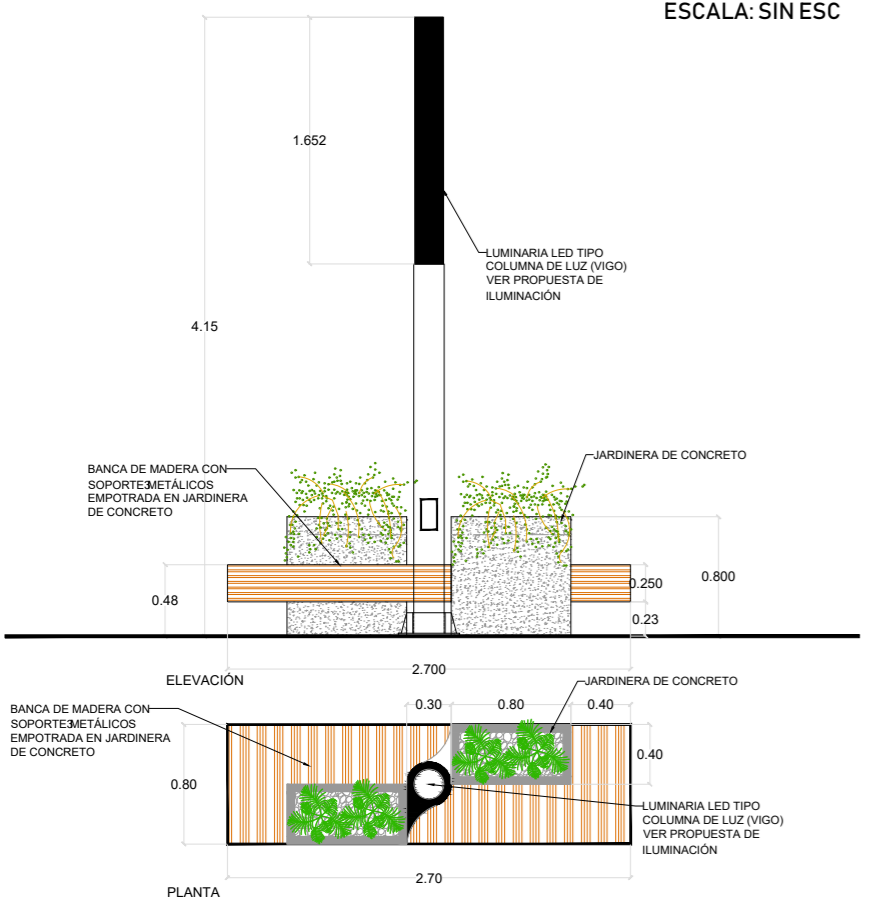 ESCALA: SIN ESC
1.652
LUMINARIA LED TIPO
COLUMNA DE LUZ (VIGO)
VER PROPUESTA DE
ILUMINACIÓN
4.15
BANCA DE MADERA CON
SOPORTES METÁLICOS
EMPOTRADA EN JARDINERA
DE CONCRETO
JARDINERA DE CONCRETO
0.48
0.250
0.800
0.23
2.700
ELEVACIÓN
BANCA DE MADERA CON
SOPORTES METÁLICOS
EMPOTRADA EN JARDINERA
DE CONCRETO
0.30
0.80
0.40
JARDINERA DE CONCRETO
0.80
0.40
LUMINARIA LED TIPO
COLUMNA DE LUZ (VIGO)
VER PROPUESTA DE
ILUMINACIÓN
2.70
PLANTA